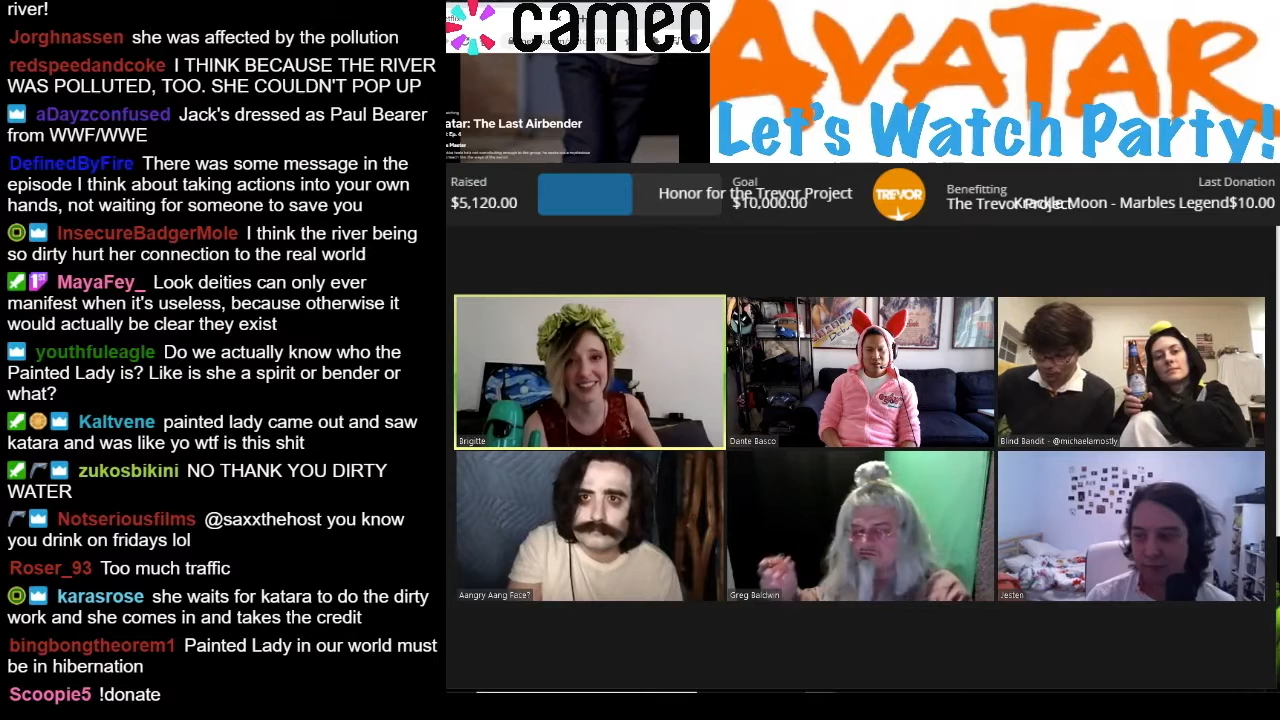 river!
Jorghnassen she was affected by the pollution
redspeedandcoke I THINK BECAUSE THE RIVER
WAS POLLUTED, TOO. SHE COULDN'T POP UP
aDayzconfused Jack's dressed as Paul Bearer
from WWF/WWE
DefinedByFire There was some message in the
episode I think about taking actions into your own
hands, not waiting for someone to save you
InsecureBadgerMole I think the river being
so dirty hurt her connection to the real world
1ST MayaFey_ Look deities can only ever
manifest when it's useless, because otherwise it
would actually be clear they exist
youthfuleagle Do we actually know who the
Painted Lady is? Like is she a spirit or bender or
what?
Kaltvene painted lady came out and saw
katara and was like yo wtf is this shit
zukosbikini NO THANK YOU DIRTY
WATER
Notseriousfilms @saxxthehost you know
you drink on fridays lol
Roser_93 Too much traffic
karasrose she waits for katara to do the dirty
work and she comes in and takes the credit
bingbongtheorem1 Painted Lady in our world must
be in hibernation
Scoopie5 !donate
cameo
atar: The Last Airbender
AVATAR
Let's Watch Party!
Raised
$5,120.00
Honor for the Trevor Project
Goal
$10,000.00
TREVOR
Benefitting
The Trevor Project
Last Donation
Krackle Moon - Marbles Legend $10.00
Brigitte
Dante Basco
Blind Bandit - @michaelamostly
Aangry Aang Face?
Greg Baldwin
Jesten